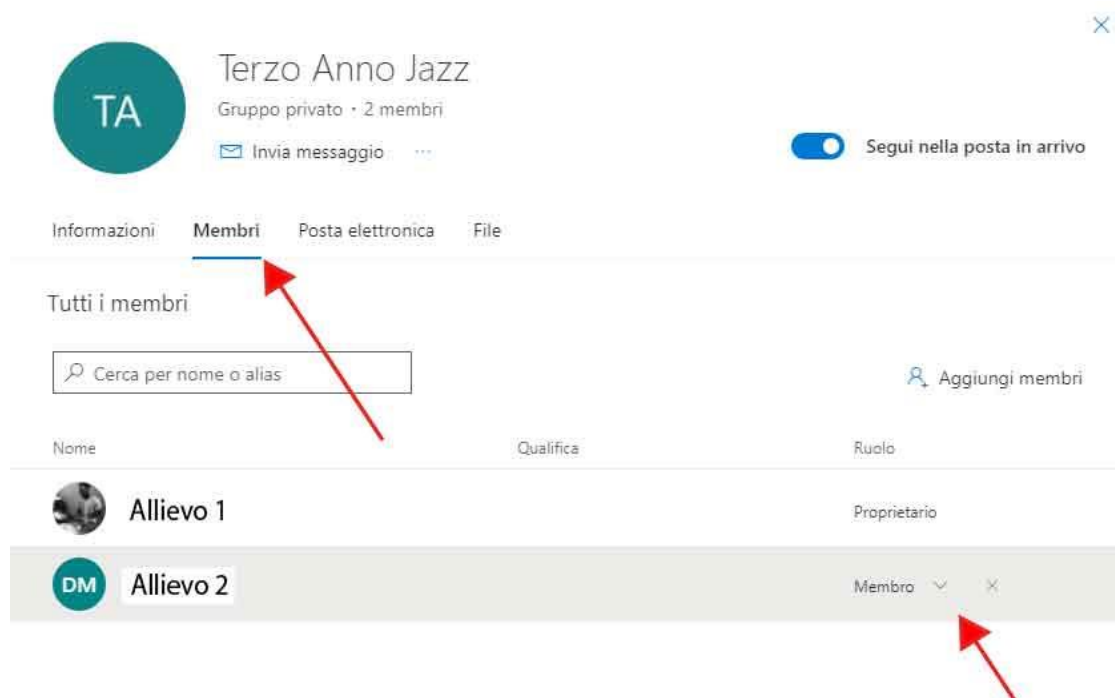 TA
Terzo Anno Jazz
Gruppo privato · 2 membri
Invia messaggio ...
Segui nella posta in arrivo
Informazioni Membri Posta elettronica File
Tutti i membri
Cerca per nome o alias
Aggiungi membri
Nome Qualifica Ruolo
Allievo 1 Proprietario
DM Allievo 2 Membro